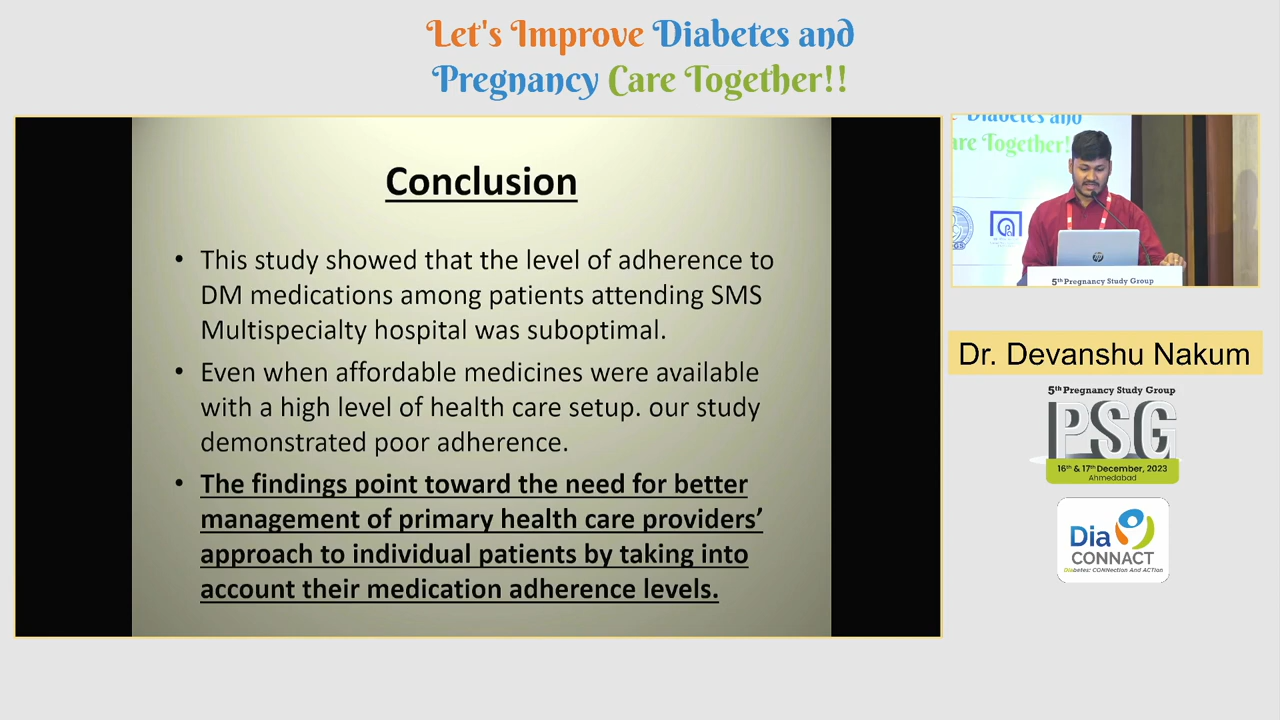 Let's Improve Diabetes and
Pregnancy Care Together!!
Conclusion
• This study showed that the level of adherence to
DM medications among patients attending SMS
Multispecialty hospital was suboptimal.
• Even when affordable medicines were available
with a high level of health care setup. our study
demonstrated poor adherence.
• The findings point toward the need for better
management of primary health care providers’
approach to individual patients by taking into
account their medication adherence levels.
Diabetes and
are Together!
hp
5th Pregnancy Study Group
Dr. Devanshu Nakum
5th Pregnancy Study Group
PSG
16th & 17th December, 2023
Ahmedabad
Dia
CONNACT
Diabetes: CONNection And ACTion